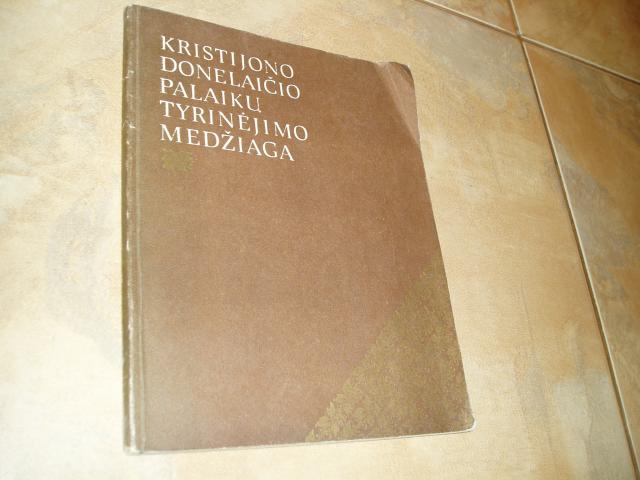 KRISTIJONO
DONELAIČIO
PALAIKŲ
TYRINĖJIMO
MEDŽIAGA